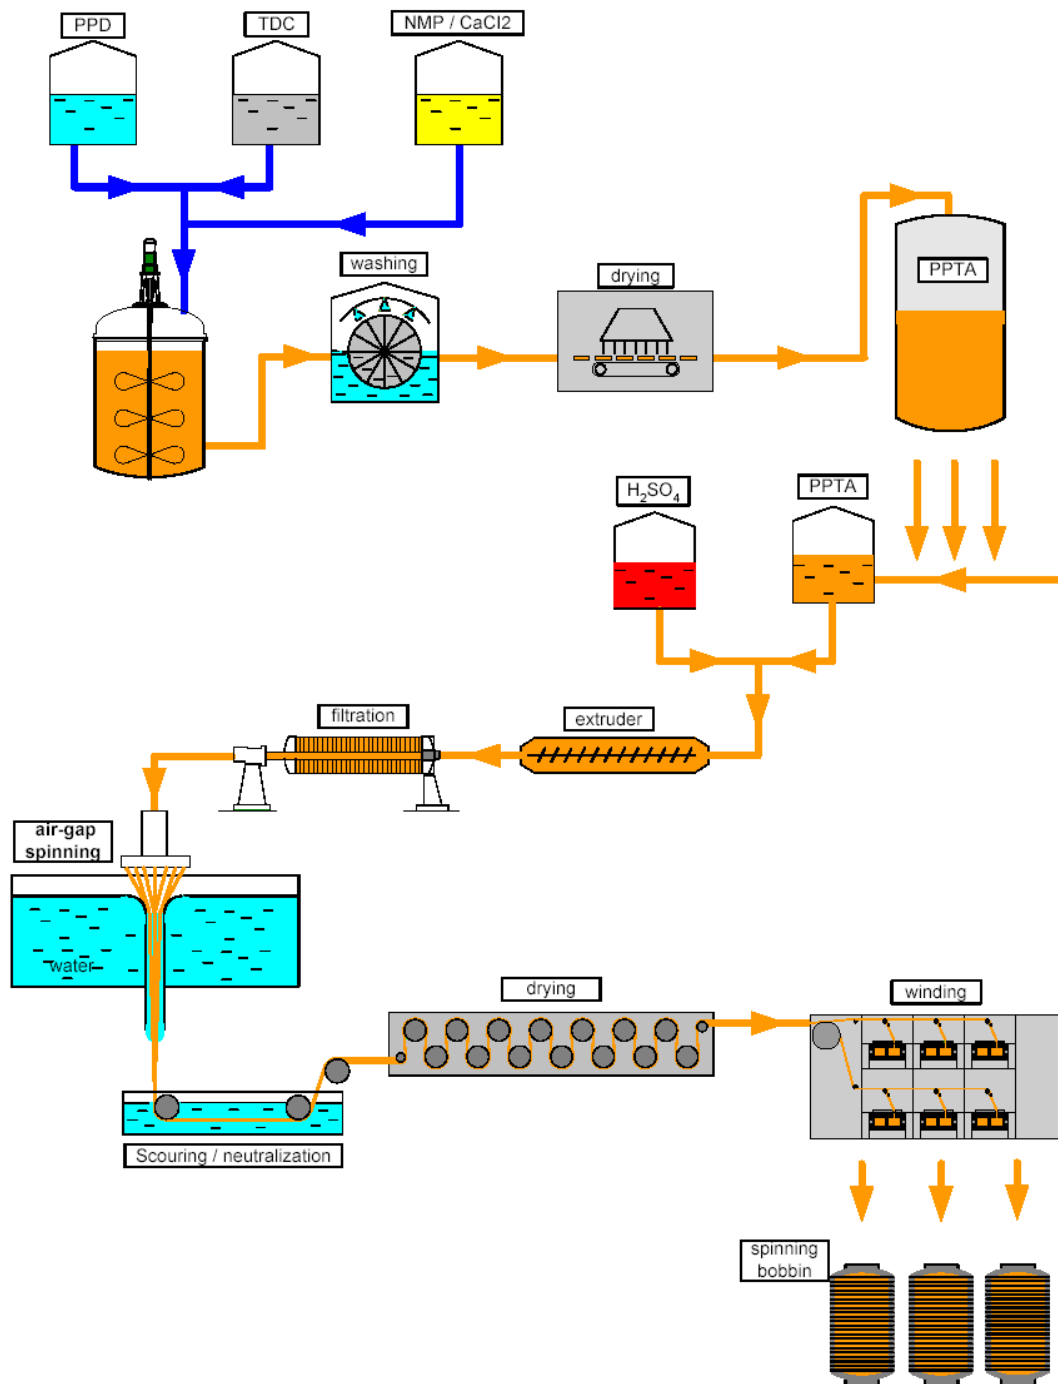 PPD
TDC
NMP / CaCl2
washing
drying
PPTA
H₂SO₄
PPTA
filtration
extruder
air-gap
spinning
water
drying
winding
Scouring / neutralization
spinning
bobbin